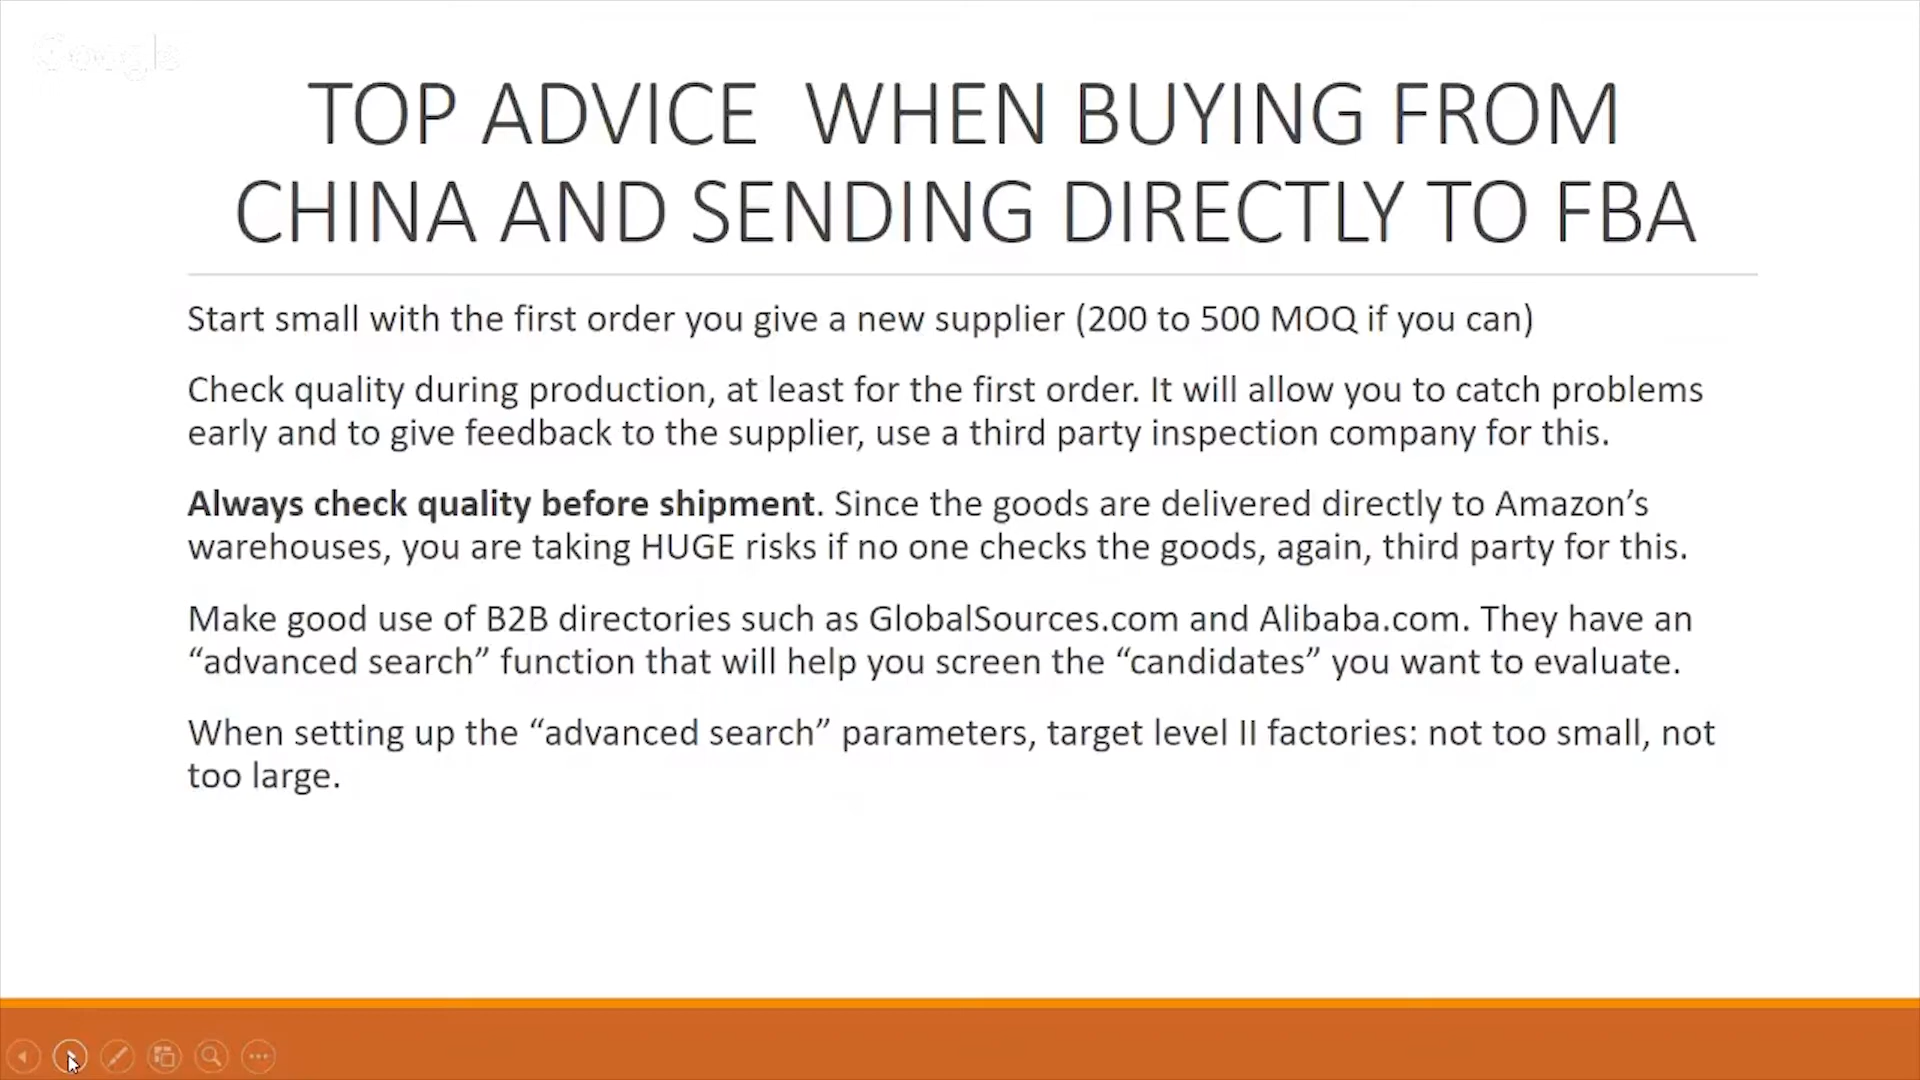 Google
TOP ADVICE WHEN BUYING FROM
CHINA AND SENDING DIRECTLY TO FBA
Start small with the first order you give a new supplier (200 to 500 MOQ if you can)
Check quality during production, at least for the first order. It will allow you to catch problems
early and to give feedback to the supplier, use a third party inspection company for this.
Always check quality before shipment. Since the goods are delivered directly to Amazon’s
warehouses, you are taking HUGE risks if no one checks the goods, again, third party for this.
Make good use of B2B directories such as GlobalSources.com and Alibaba.com. They have an
“advanced search” function that will help you screen the “candidates” you want to evaluate.
When setting up the “advanced search” parameters, target level II factories: not too small, not
too large.